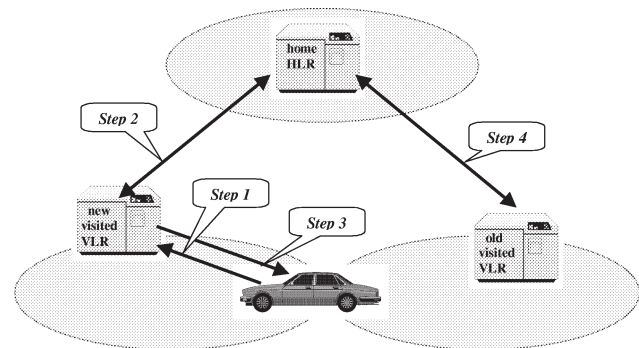 home
HLR
Step 2
Step 4
Step 1
new
visited
VLR
Step 3
old
visited
VLR